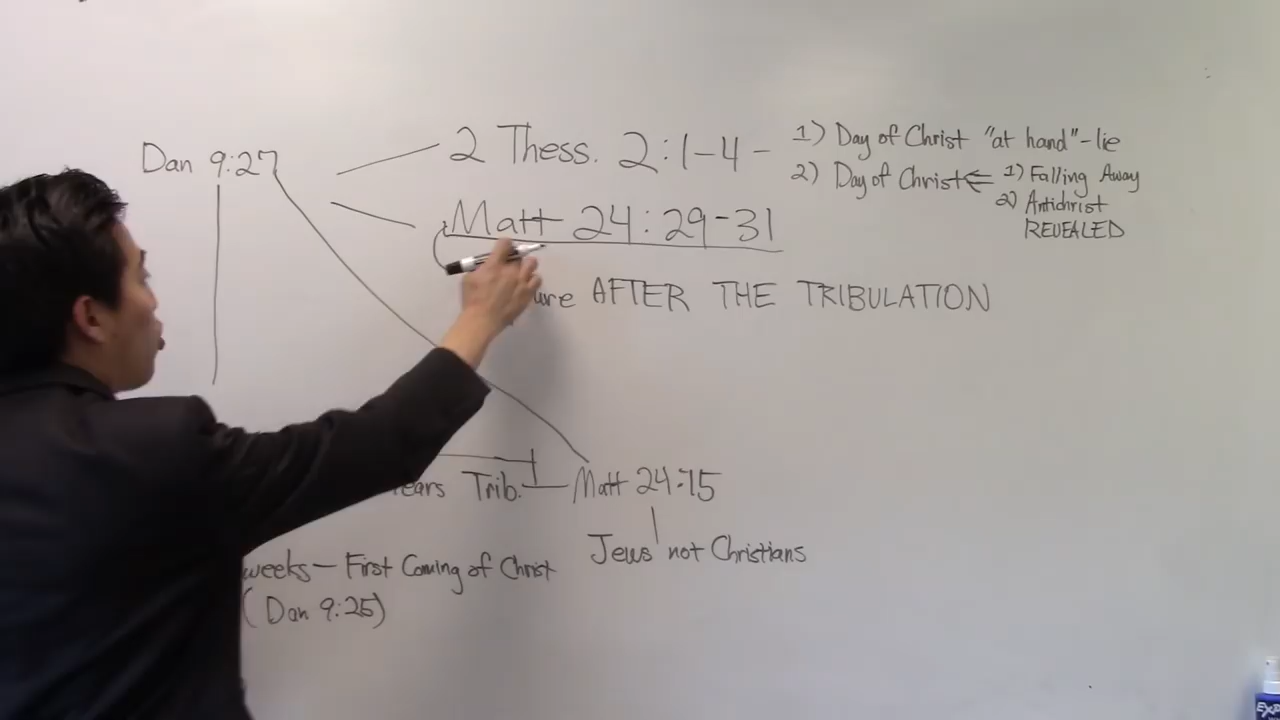 Dan 9:27
2 Thess. 2:1-4 - 1) Day of Christ "at hand"-lie
2) Day of Christ ⇐ 1) Falling Away
2) Antichrist
REVEALED
Matt 24:29-31
AFTER THE TRIBULATION
Trib. — Matt 24:15
Jews not Christians
weeks — First Coming of Christ
(Dan 9:25)
EXP